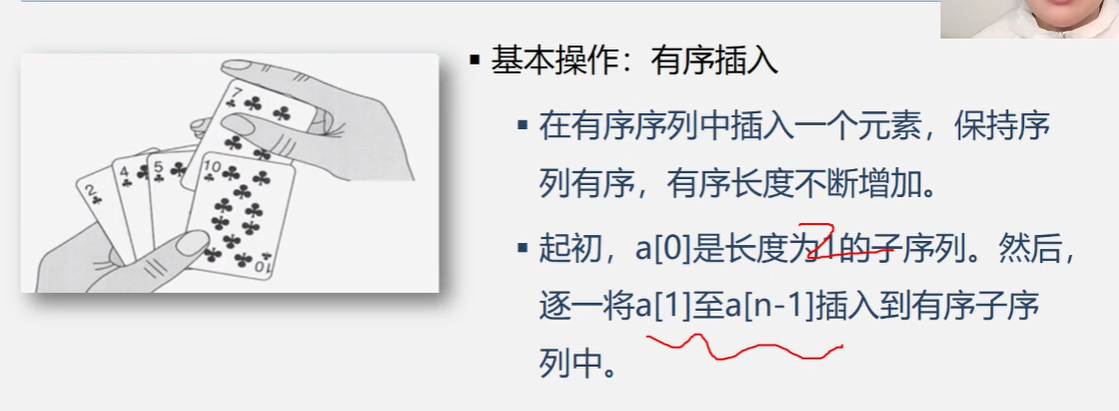 基本操作：有序插入
在有序序列中插入一个元素，保持序
列有序，有序长度不断增加。
起初，a[0]是长度为1的子序列。然后，
逐一将a[1]至a[n-1]插入到有序子序
列中。
2
4
5
7
10
10